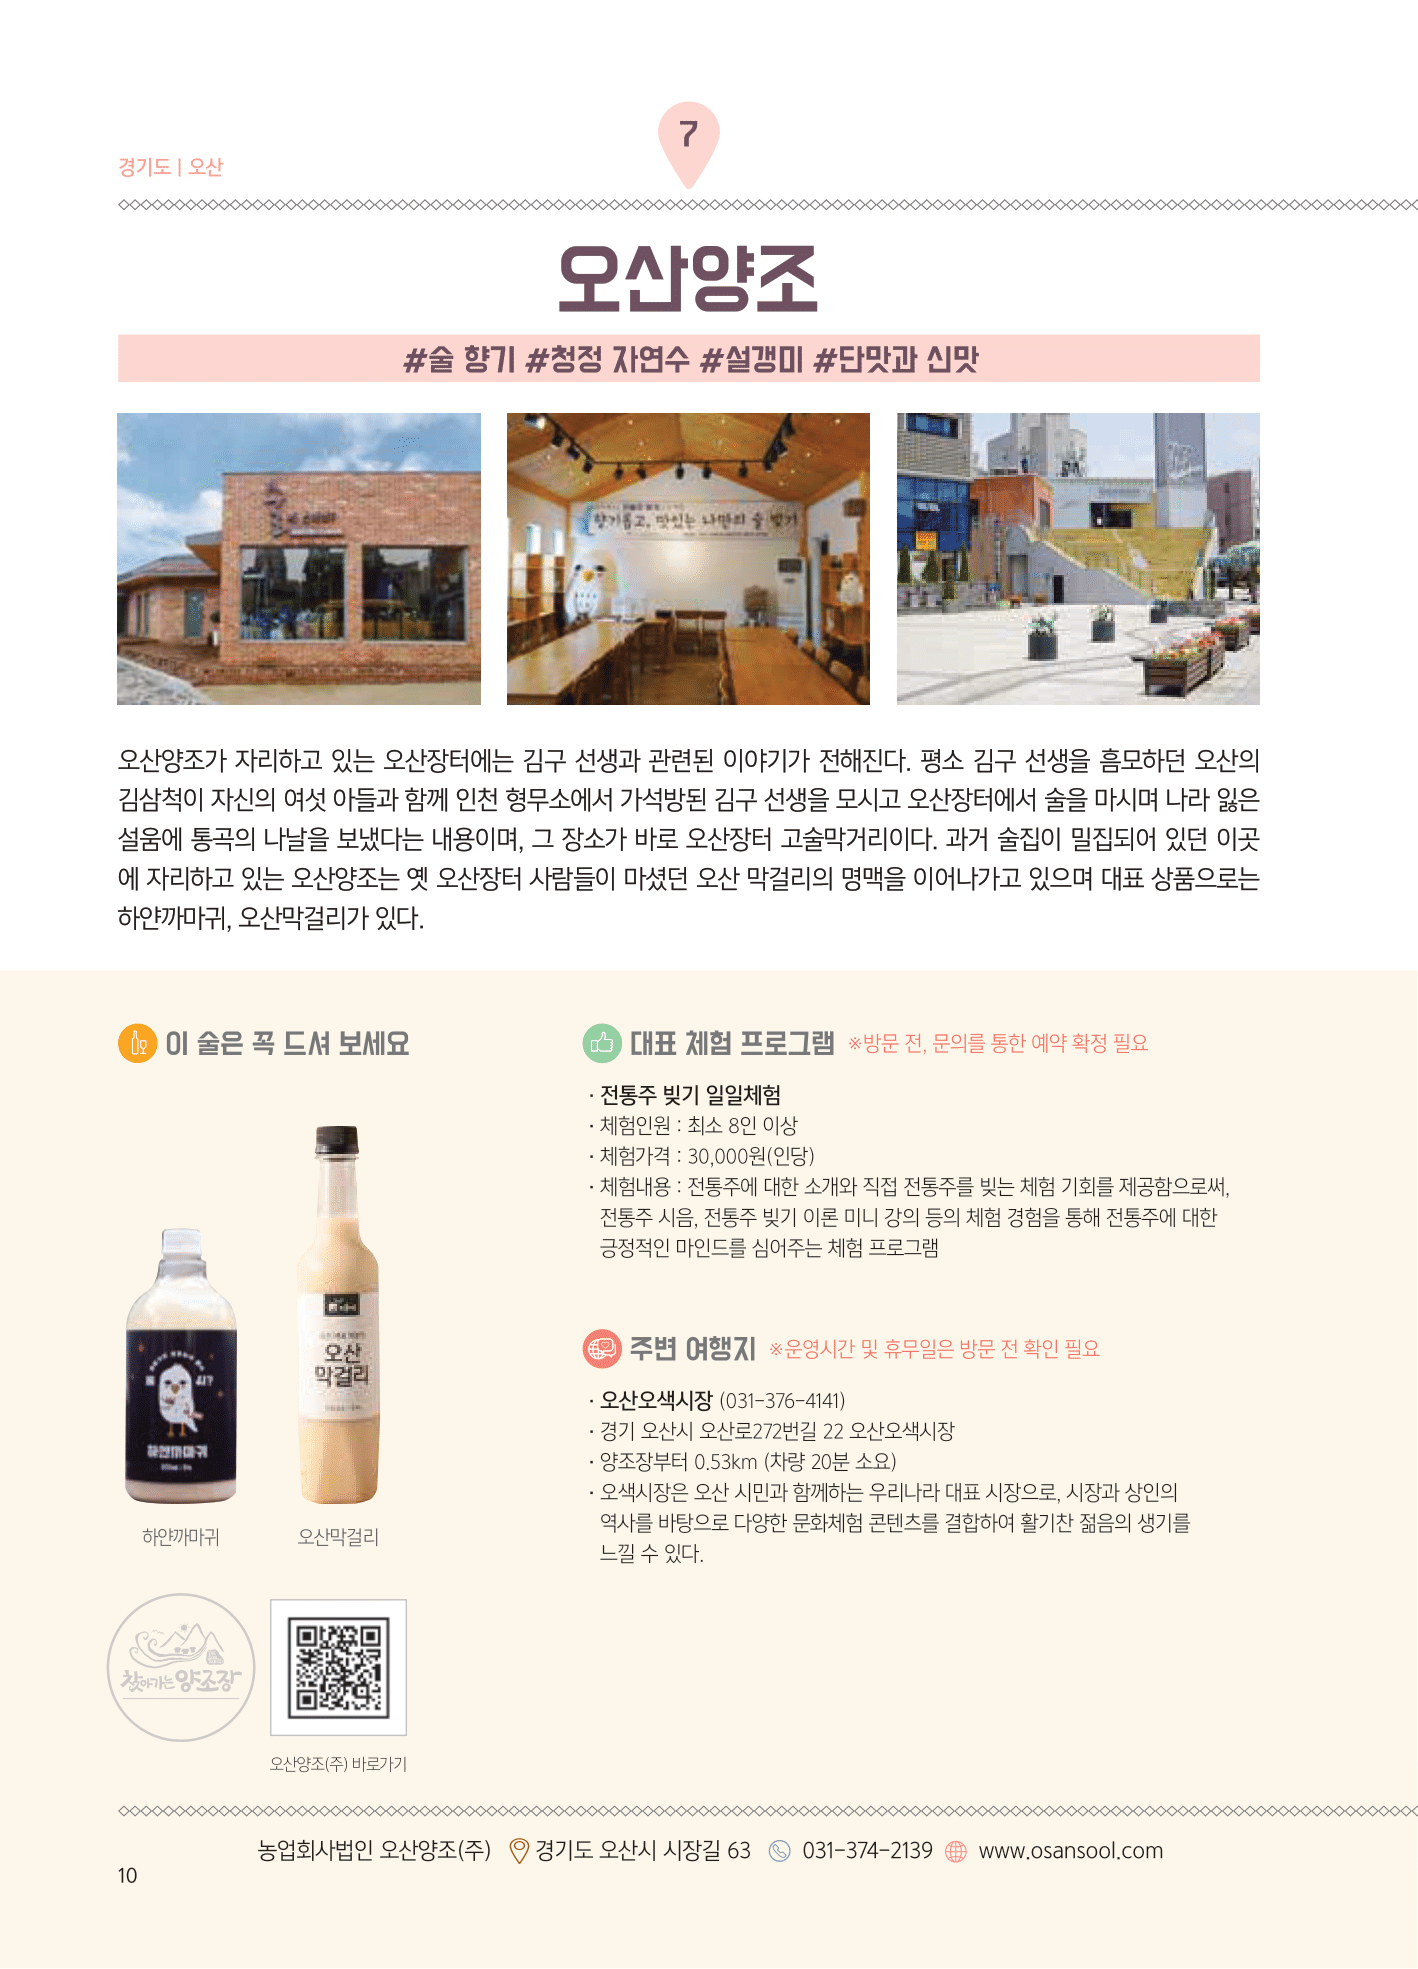 7
경기도 | 오산
오산양조
#술 향기 #청정 자연수 #설갱미 #단맛과 신맛
향기롭고, 맛있는 나만의 술 빚기
오산양조가 자리하고 있는 오산장터에는 김구 선생과 관련된 이야기가 전해진다. 평소 김구 선생을 흠모하던 오산의
김삼척이 자신의 여섯 아들과 함께 인천 형무소에서 가석방된 김구 선생을 모시고 오산장터에서 술을 마시며 나라 잃은
설움에 통곡의 나날을 보냈다는 내용이며, 그 장소가 바로 오산장터 고술막거리이다. 과거 술집이 밀집되어 있던 이곳
에 자리하고 있는 오산양조는 옛 오산장터 사람들이 마셨던 오산 막걸리의 명맥을 이어나가고 있으며 대표 상품으로는
하얀까마귀, 오산막걸리가 있다.
이 술은 꼭 드셔 보세요
오산
막걸리
하얀까마귀
하얀까마귀
오산막걸리
찾아가는 양조장
오산양조(주) 바로가기
대표 체험 프로그램 ※방문 전, 문의를 통한 예약 확정 필요
· 전통주 빚기 일일체험
· 체험인원 : 최소 8인 이상
· 체험가격 : 30,000원(인당)
· 체험내용 : 전통주에 대한 소개와 직접 전통주를 빚는 체험 기회를 제공함으로써,
전통주 시음, 전통주 빚기 이론 미니 강의 등의 체험 경험을 통해 전통주에 대한
긍정적인 마인드를 심어주는 체험 프로그램
주변 여행지 ※운영시간 및 휴무일은 방문 전 확인 필요
· 오산오색시장 (031-376-4141)
· 경기 오산시 오산로272번길 22 오산오색시장
· 양조장부터 0.53km (차량 20분 소요)
· 오색시장은 오산 시민과 함께하는 우리나라 대표 시장으로, 시장과 상인의
역사를 바탕으로 다양한 문화체험 콘텐츠를 결합하여 활기찬 젊음의 생기를
느낄 수 있다.
농업회사법인 오산양조(주) 경기도 오산시 시장길 63 031-374-2139 www.osansool.com
10